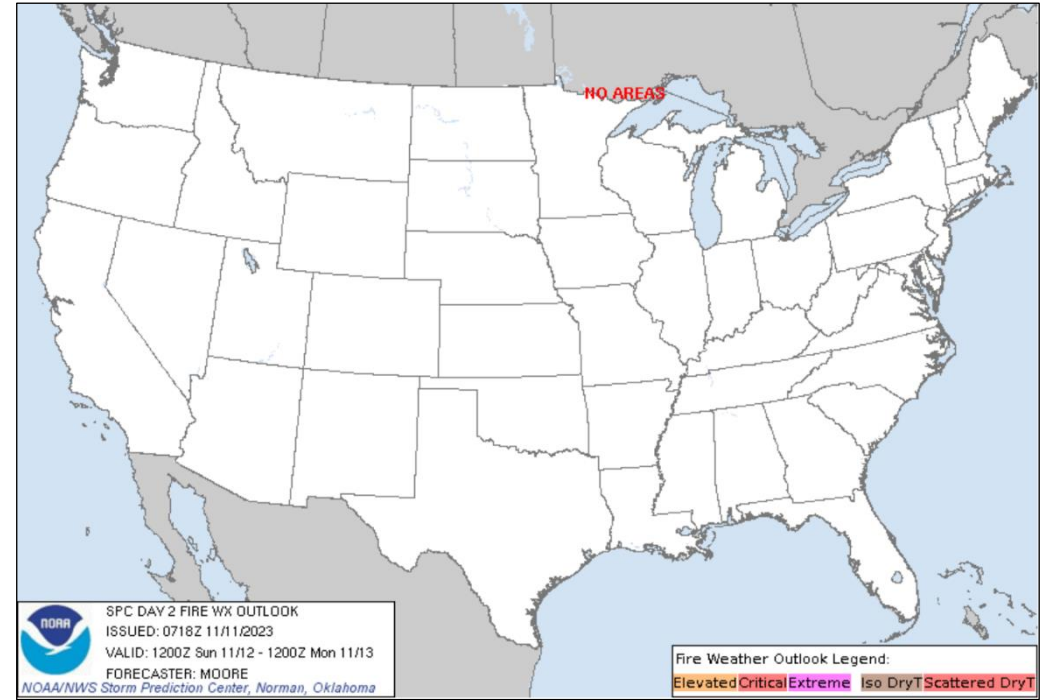 NO AREAS
NOAA
SPC DAY 2 FIRE WX OUTLOOK
ISSUED: 0718Z 11/11/2023
VALID: 1200Z Sun 11/12 - 1200Z Mon 11/13
FORECASTER: MOORE
NOAA/NWS Storm Prediction Center, Norman, Oklahoma
Fire Weather Outlook Legend:
Elevated Critical Extreme Iso DryT Scattered DryT